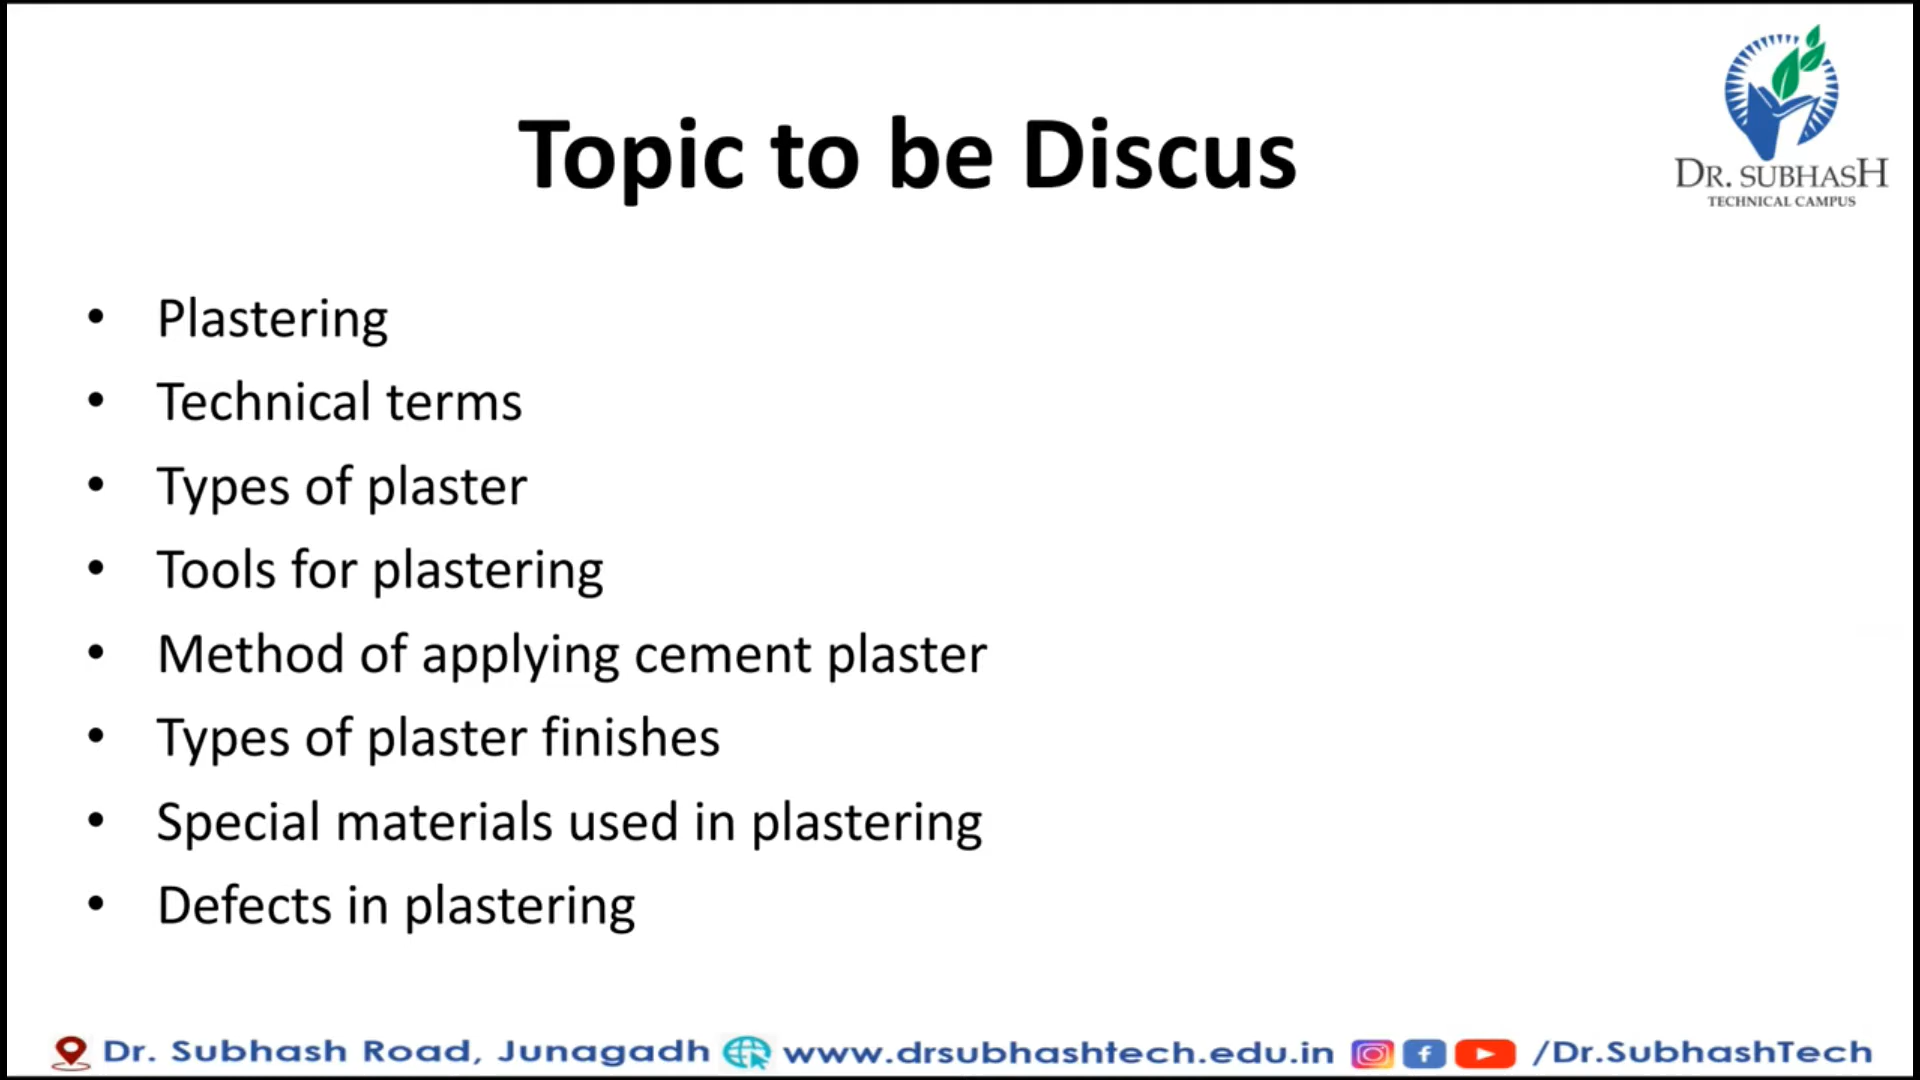 Topic to be Discus
DR. SUBHASH
TECHNICAL CAMPUS
• Plastering
• Technical terms
• Types of plaster
• Tools for plastering
• Method of applying cement plaster
• Types of plaster finishes
• Special materials used in plastering
• Defects in plastering
Dr. Subhash Road, Junagadh www.drsubhashtech.edu.in /Dr.SubhashTech